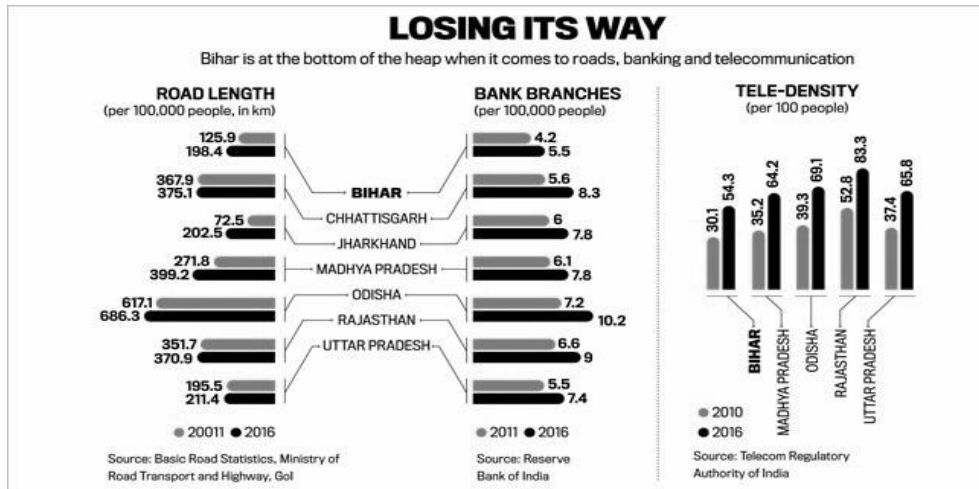 LOSING ITS WAY
Bihar is at the bottom of the heap when it comes to roads, banking and telecommunication
ROAD LENGTH
(per 100,000 people, in km)
125.9
198.4
367.9
375.1
72.5
202.5
271.8
399.2
617.1
686.3
351.7
370.9
195.5
211.4
20011 2016
Source: Basic Road Statistics, Ministry of
Road Transport and Highway, GoI
BIHAR
CHHATTISGARH
JHARKHAND
MADHYA PRADESH
ODISHA
RAJASTHAN
UTTAR PRADESH
BANK BRANCHES
(per 100,000 people)
4.2
5.5
5.6
8.3
6
7.8
6.1
7.8
7.2
10.2
6.6
9
5.5
7.4
2011 2016
Source: Reserve
Bank of India
TELE-DENSITY
(per 100 people)
30.1
54.3
35.2
64.2
39.3
69.1
52.8
83.3
37.4
65.8
BIHAR
MADHYA PRADESH
ODISHA
RAJASTHAN
UTTAR PRADESH
2010
2016
Source: Telecom Regulatory
Authority of India